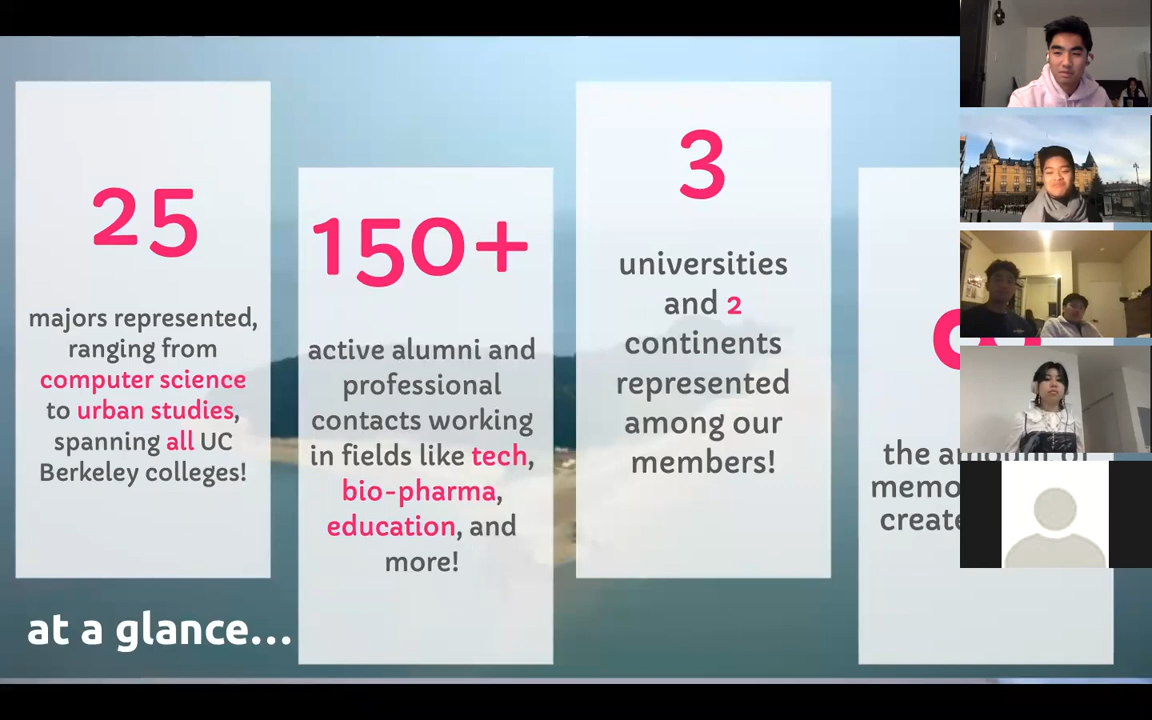 25
majors represented,
ranging from
computer science
to urban studies,
spanning all UC
Berkeley colleges!
150+
active alumni and
professional
contacts working
in fields like tech,
bio-pharma,
education, and
more!
3
universities
and 2
continents
represented
among our
members!
the
at a glance...